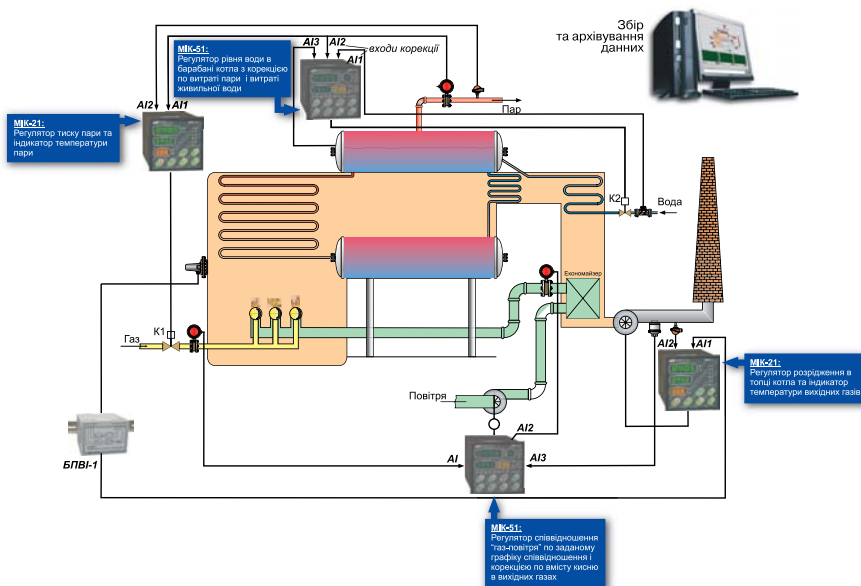 Збір
та архівування
данних
МІК-51:
Регулятор рівня води в
барабані котла з корекцією
по витраті пари і витраті
живильної води
AI3
AI2
входи корекції
AI1
AI2
AI1
МІК-21:
Регулятор тиску пари та
індикатор температури
пари
Пар
К2
Вода
Економайзер
К1
Газ
Повітря
AI2
AI1
МІК-21:
Регулятор розрідження в
топці котла та індикатор
температури вихідних газів
БПВІ-1
AI2
AI
AI3
МІК-51:
Регулятор співвідношення
"газ-повітря" по заданому
графіку співвідношення і
корекцією по вмісту кисню
в вихідних газах